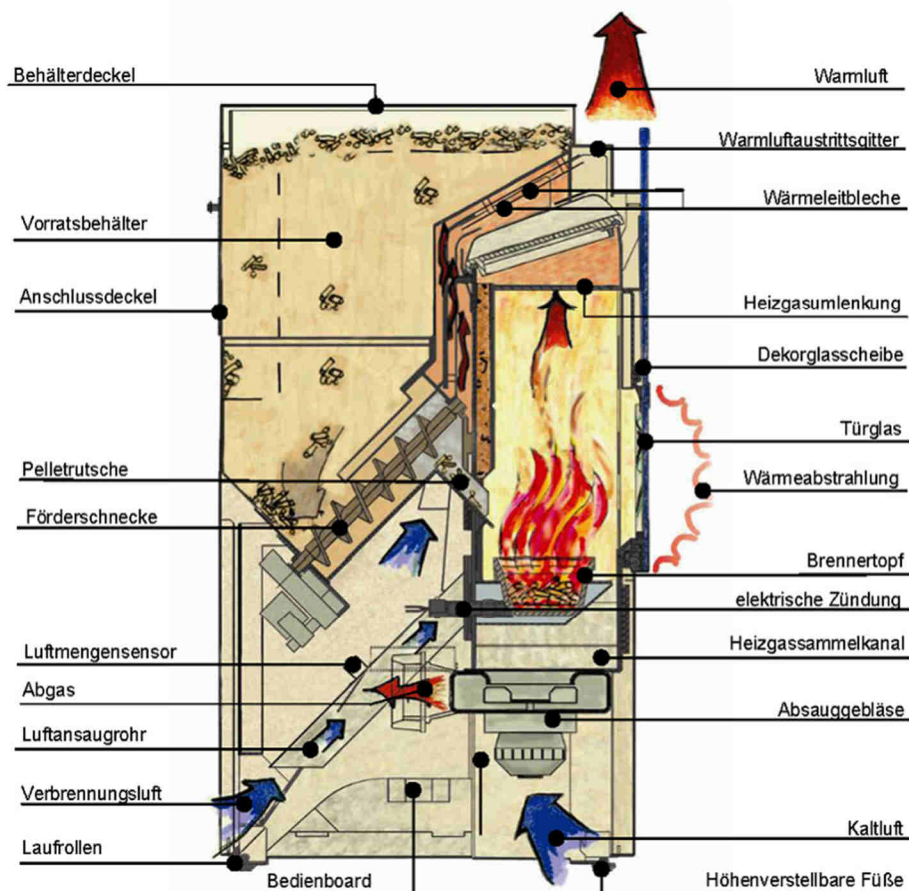 Behälterdeckel
Vorratsbehälter
Anschlussdeckel
Pelletrutsche
Förderschnecke
Luftmengensensor
Abgas
Luftansaugrohr
Verbrennungsluft
Laufrollen
Bedienboard
Warmluft
Warmluftaustrittsgitter
Wärmeleitbleche
Heizgasumlenkung
Dekorglasscheibe
Türglas
Wärmeabstrahlung
Brennertopf
elektrische Zündung
Heizgassammelkanal
Absauggebläse
Kaltluft
Höhenverstellbare Füße